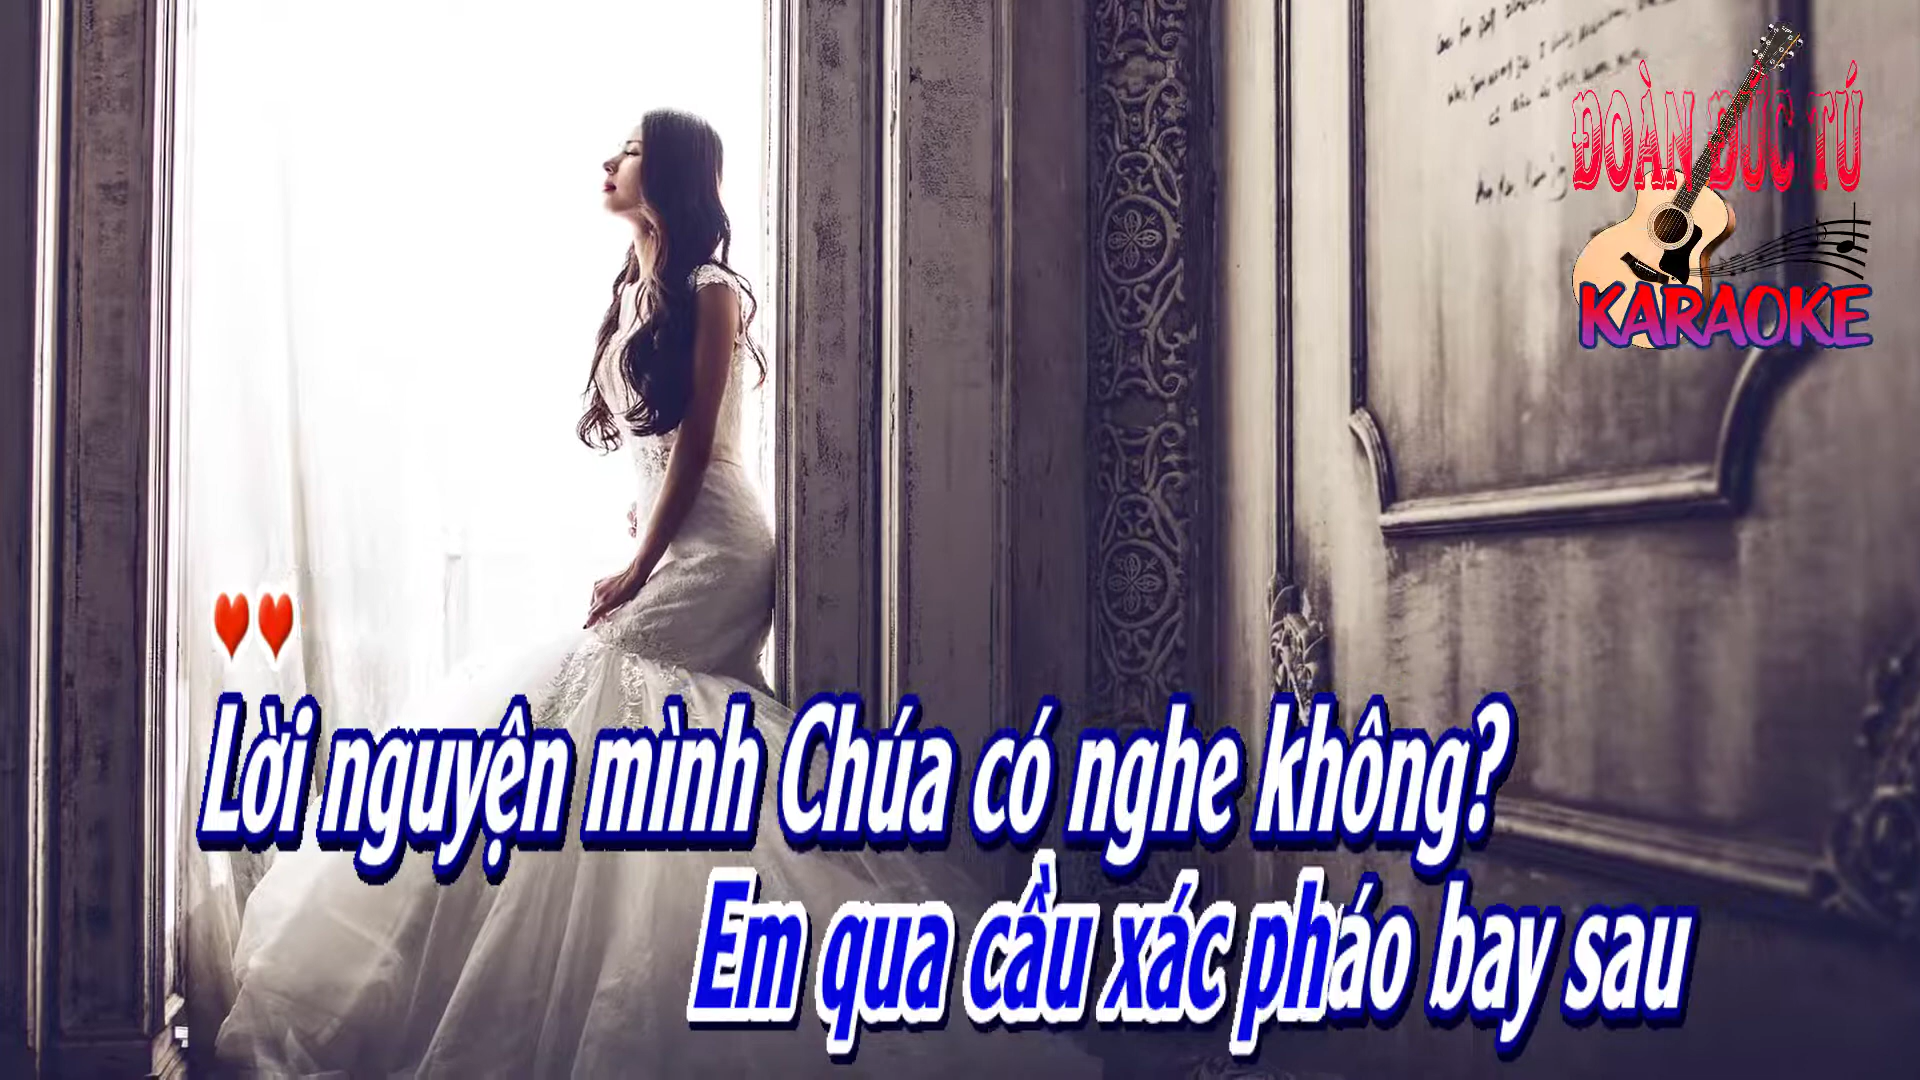 ĐOÀN ĐỨC TÚ
KARAOKE
Lời nguyện mình Chúa có nghe không?
Em qua cầu xác pháo bay sau